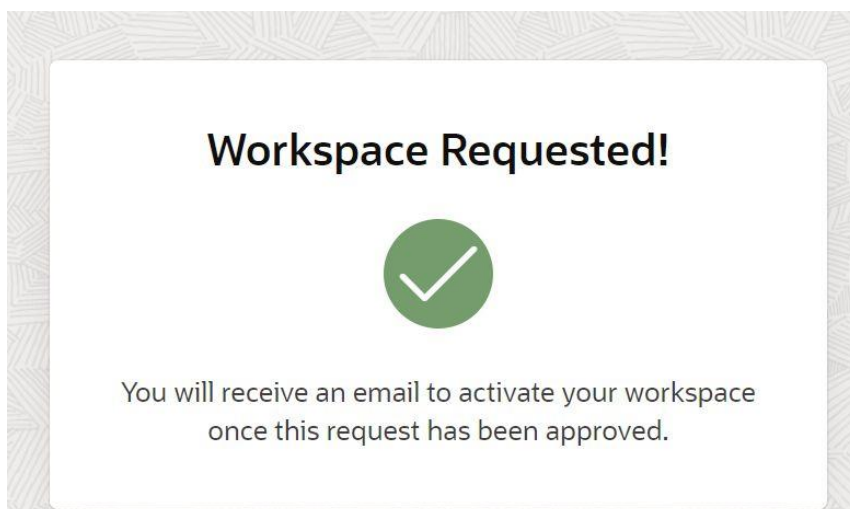 Workspace Requested!
You will receive an email to activate your workspace
once this request has been approved.